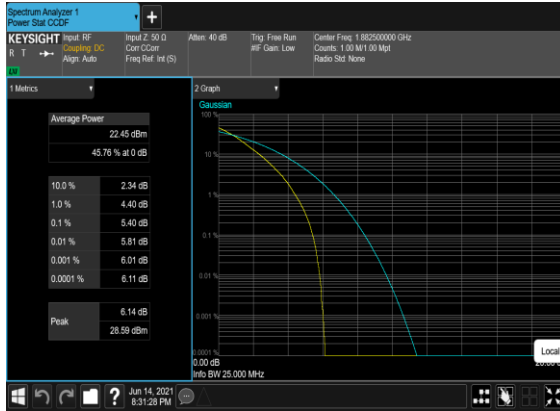 Spectrum Analyzer 1
Power Stat CCDF
+
KEYSIGHT
R T
LU
Input: RF
Coupling: DC
Align: Auto
Input Z: 50 Ω
Corr CCorr
Freq Ref: Int (S)
Atten: 40 dB
Trig: Free Run
#IF Gain: Low
Center Freq: 1.882500000 GHz
Counts: 1.00 M/1.00 Mpt
Radio Std: None
1 Metrics
Average Power
22.45 dBm
45.76 % at 0 dB
10.0 % 2.34 dB
1.0 % 4.40 dB
0.1 % 5.40 dB
0.01 % 5.81 dB
0.001 % 6.01 dB
0.0001 % 6.11 dB
Peak
6.14 dB
28.59 dBm
2 Graph
Gaussian
100 %
10 %
1 %
0.1 %
0.01 %
0.001 %
0.0001 %
0.00 dB
Info BW 25.000 MHz
Local
?
Jun 14, 2021
8:31:28 PM